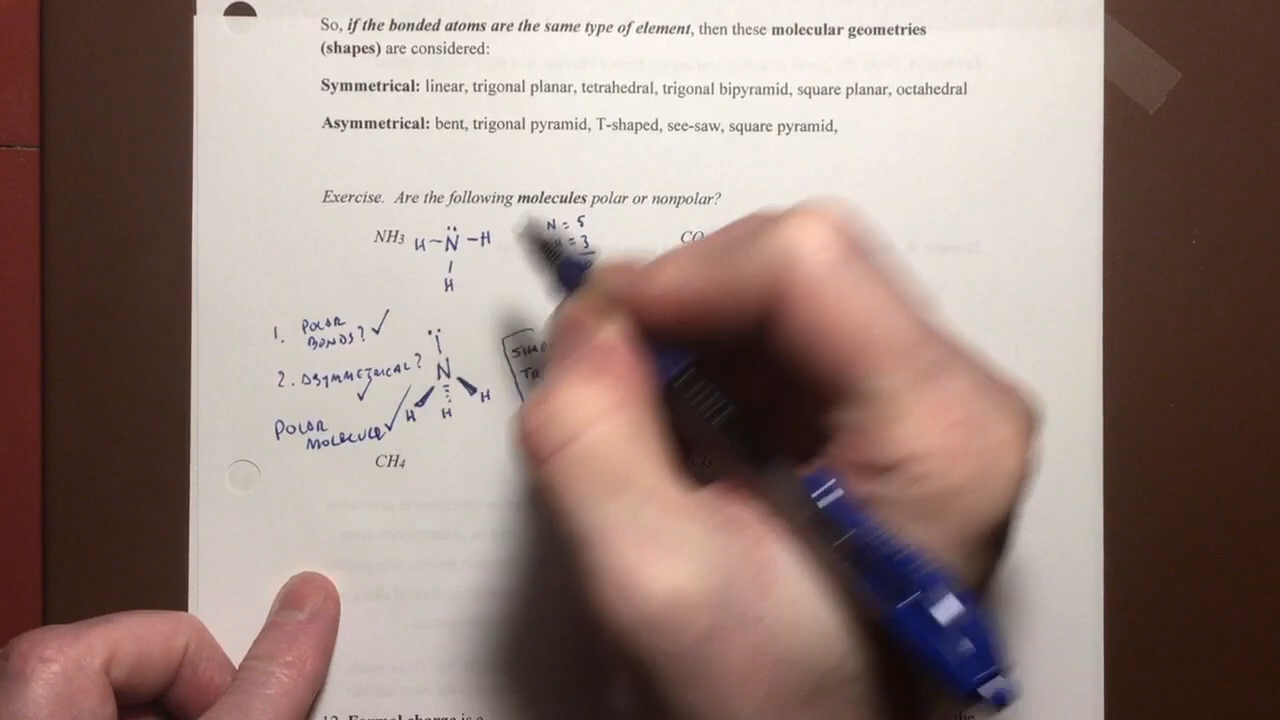 So, if the bonded atoms are the same type of element, then these molecular geometries
(shapes) are considered:
Symmetrical: linear, trigonal planar, tetrahedral, trigonal bipyramid, square planar, octahedral
Asymmetrical: bent, trigonal pyramid, T-shaped, see-saw, square pyramid,
Exercise. Are the following molecules polar or nonpolar?
NH3
H-N-H
H
N = 5
= 3
1. POLAR
BONDS? ✓
2. ASYMMETRICAL?
✓
POLAR
MOLECULE ✓
N
H H H
CH4